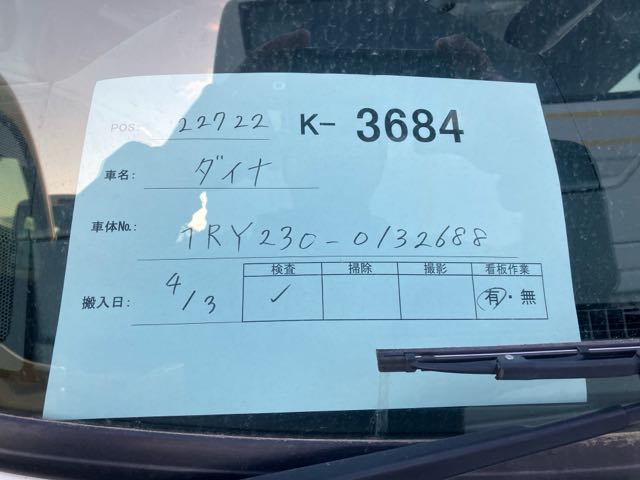 POS: 22722 K- 3684
車名: ダイナ
車体No.: TRY230-0132688
搬入日: 4/3
検査 掃除 撮影 看板作業
✓ 有・無